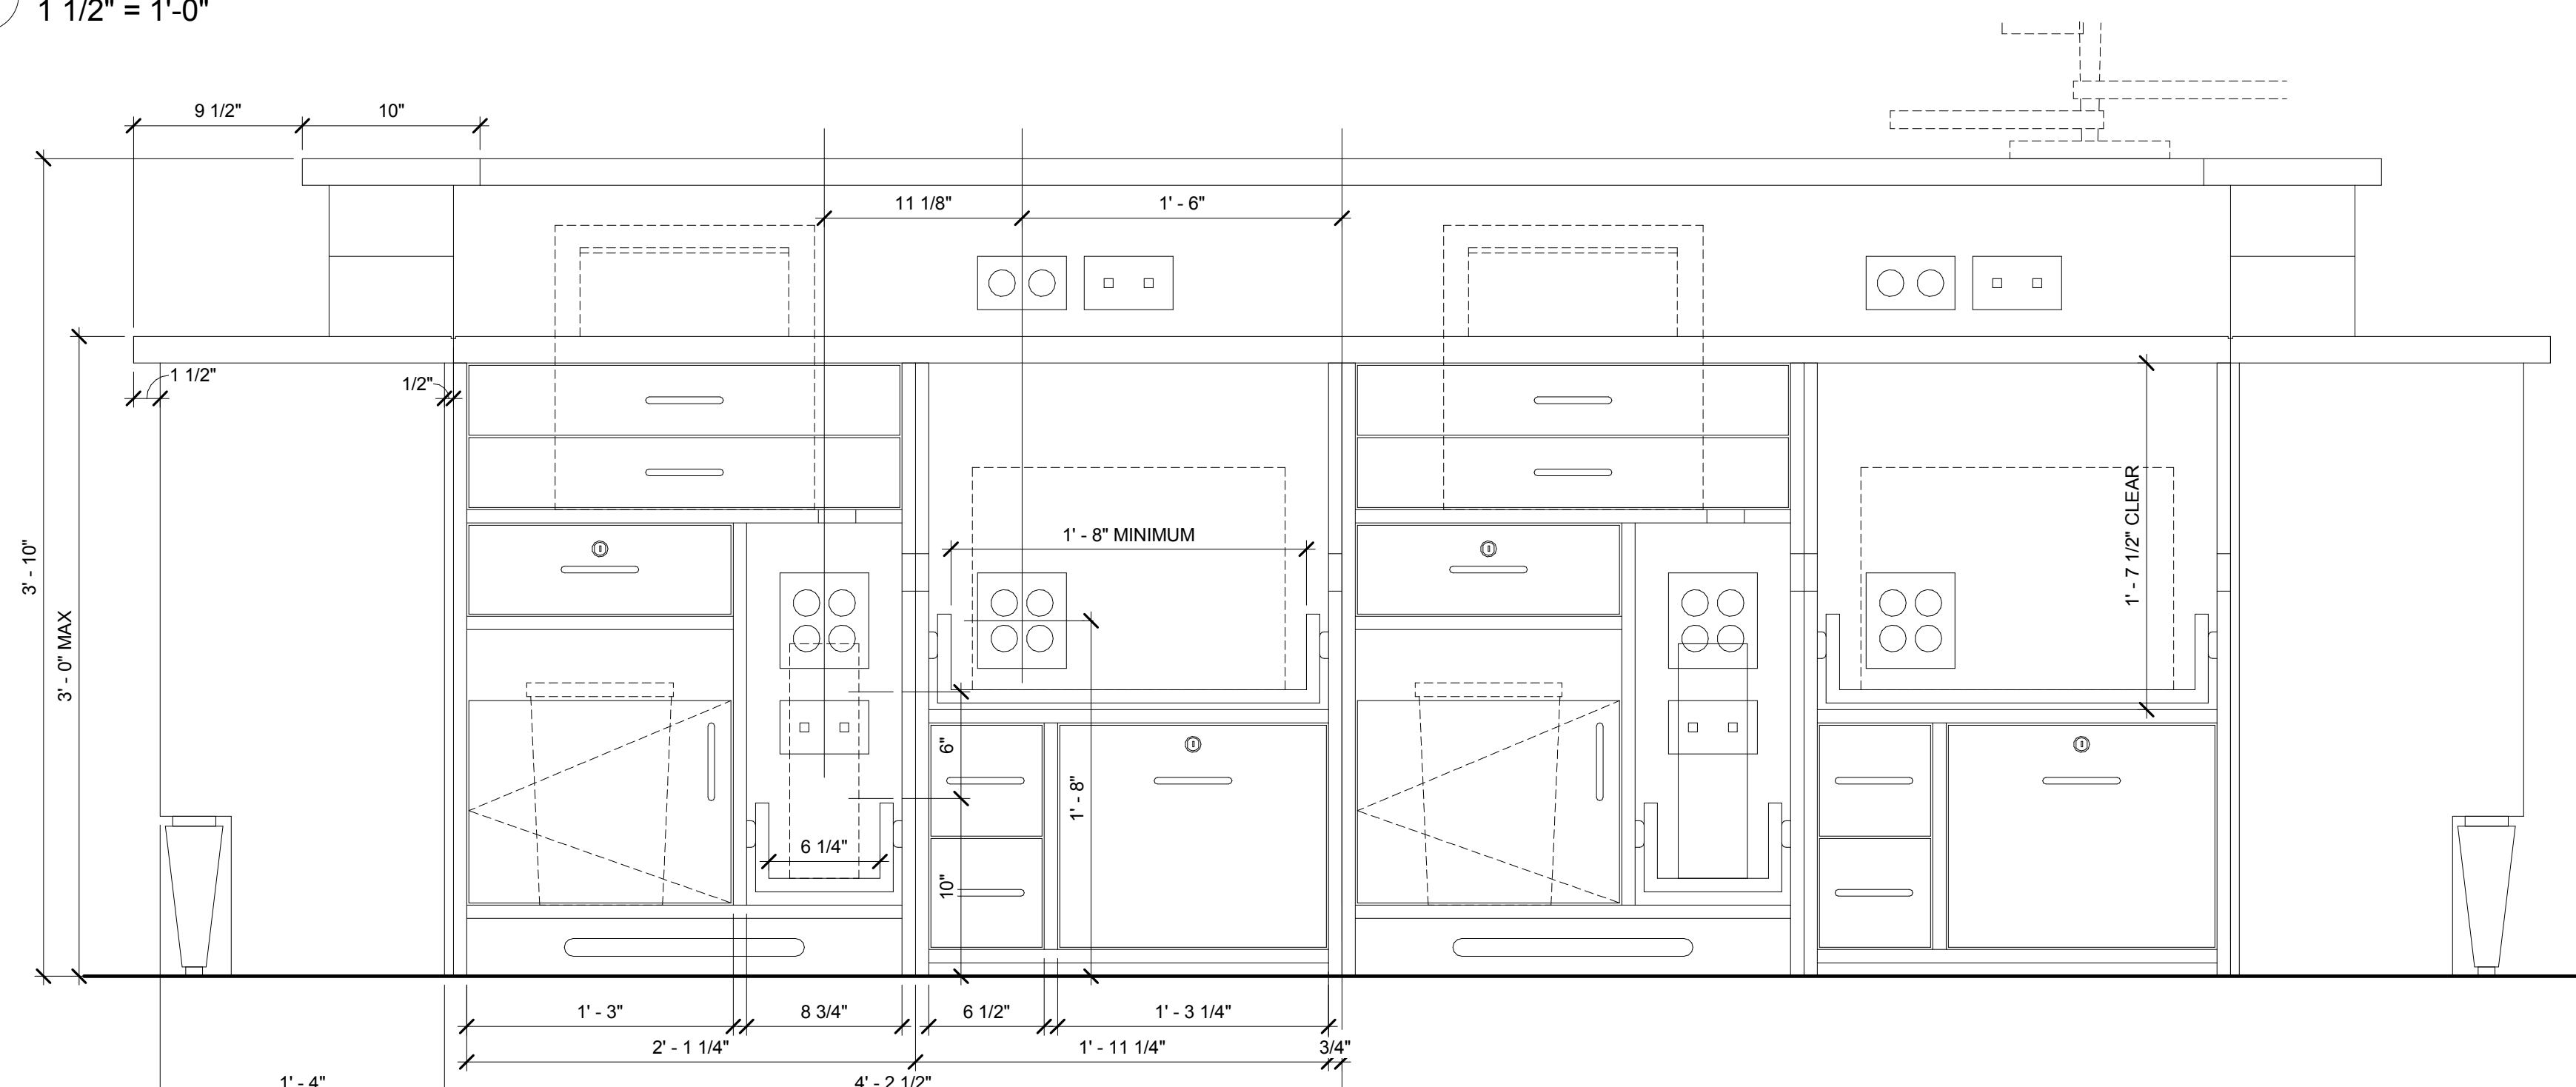 1 1/2" = 1'-0"
9 1/2"
10"
11 1/8"
1' - 6"
1 1/2"
1/2"
1' - 8" MINIMUM
1' - 7 1/2" CLEAR
3' - 10"
3' - 0" MAX
6"
1' - 8"
6 1/4"
10"
1' - 3"
8 3/4"
6 1/2"
1' - 3 1/4"
2' - 1 1/4"
1' - 11 1/4"
3/4"
1' - 4"
4' - 2 1/2"